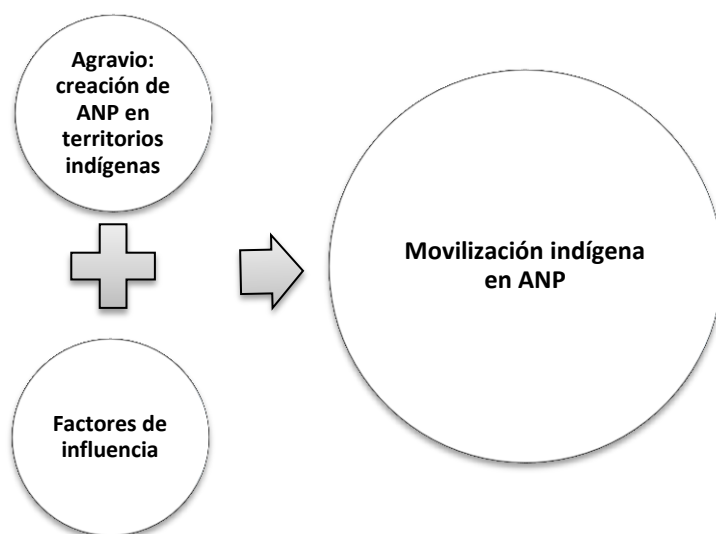 Agravio:
creación de
ANP en
territorios
indígenas
Factores de
influencia
Movilización indígena
en ANP